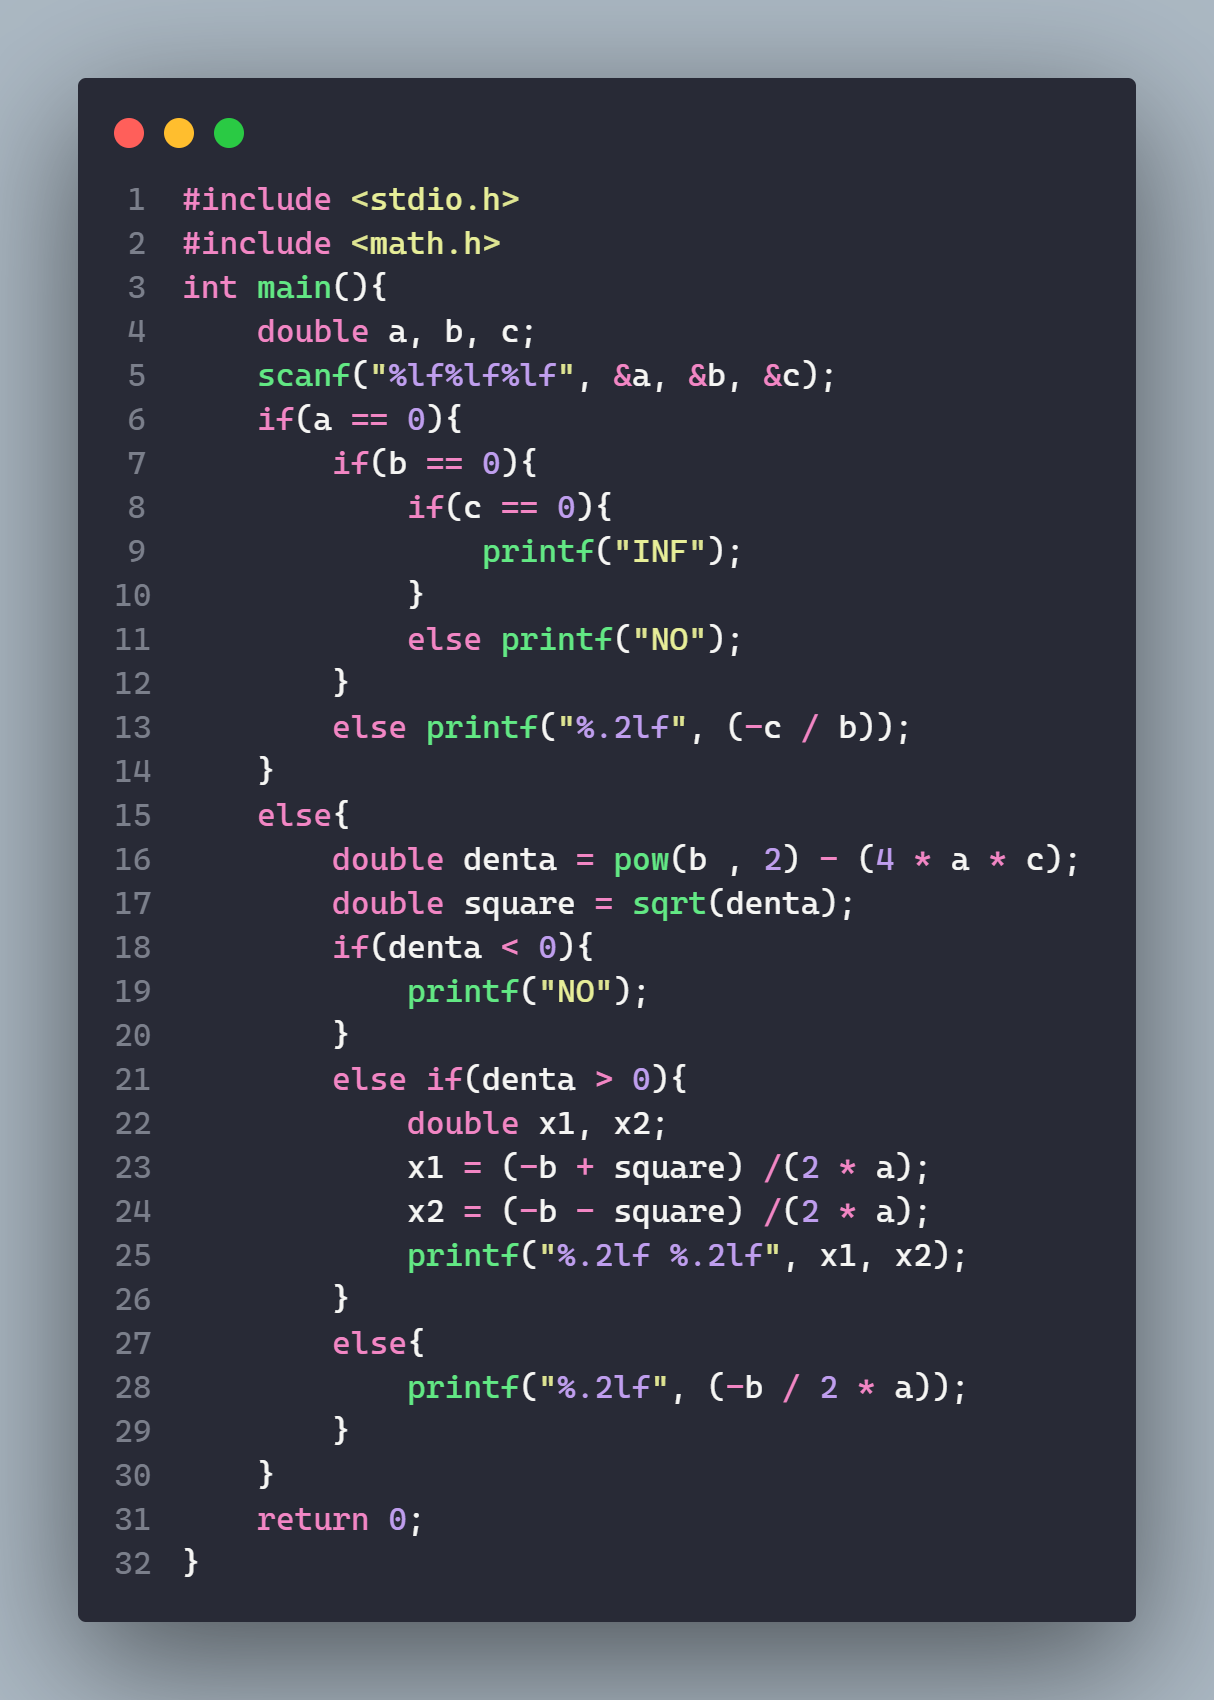 1 #include <stdio.h>
2 #include <math.h>
3 int main(){
4     double a, b, c;
5     scanf("%lf%lf%lf", &a, &b, &c);
6     if(a == 0){
7         if(b == 0){
8             if(c == 0){
9                 printf("INF");
10             }
11             else printf("NO");
12         }
13         else printf("%.2lf", (-c / b));
14     }
15     else{
16         double denta = pow(b , 2) - (4 * a * c);
17         double square = sqrt(denta);
18         if(denta < 0){
19             printf("NO");
20         }
21         else if(denta > 0){
22             double x1, x2;
23             x1 = (-b + square) /(2 * a);
24             x2 = (-b - square) /(2 * a);
25             printf("%.2lf %.2lf", x1, x2);
26         }
27         else{
28             printf("%.2lf", (-b / 2 * a));
29         }
30     }
31     return 0;
32 }